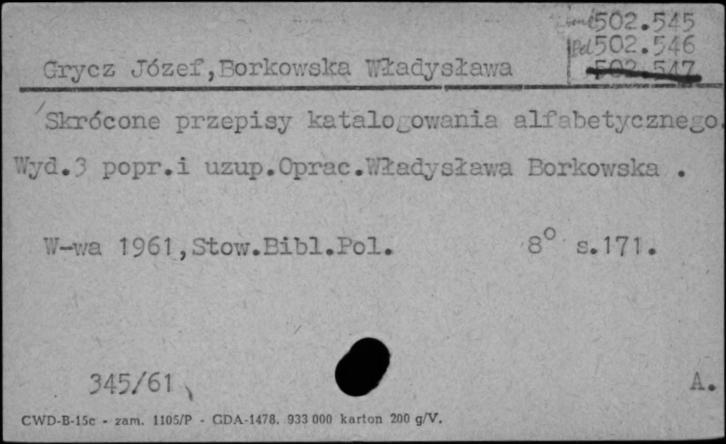 502.545
502.546
502.547
Grycz Józef,Borkowska Władysława
Skrócone przepisy katalogowania alfabetycznego.
Wyd.3 popr.i uzup.Oprac.Władysława Borkowska .
W-wa 1961,Stow.Bibl.Pol. 8° s.171.
345/61
A.
CWD-B-15c - zam. 1105/P - GDA-1478. 933 000 karton 200 g/V.